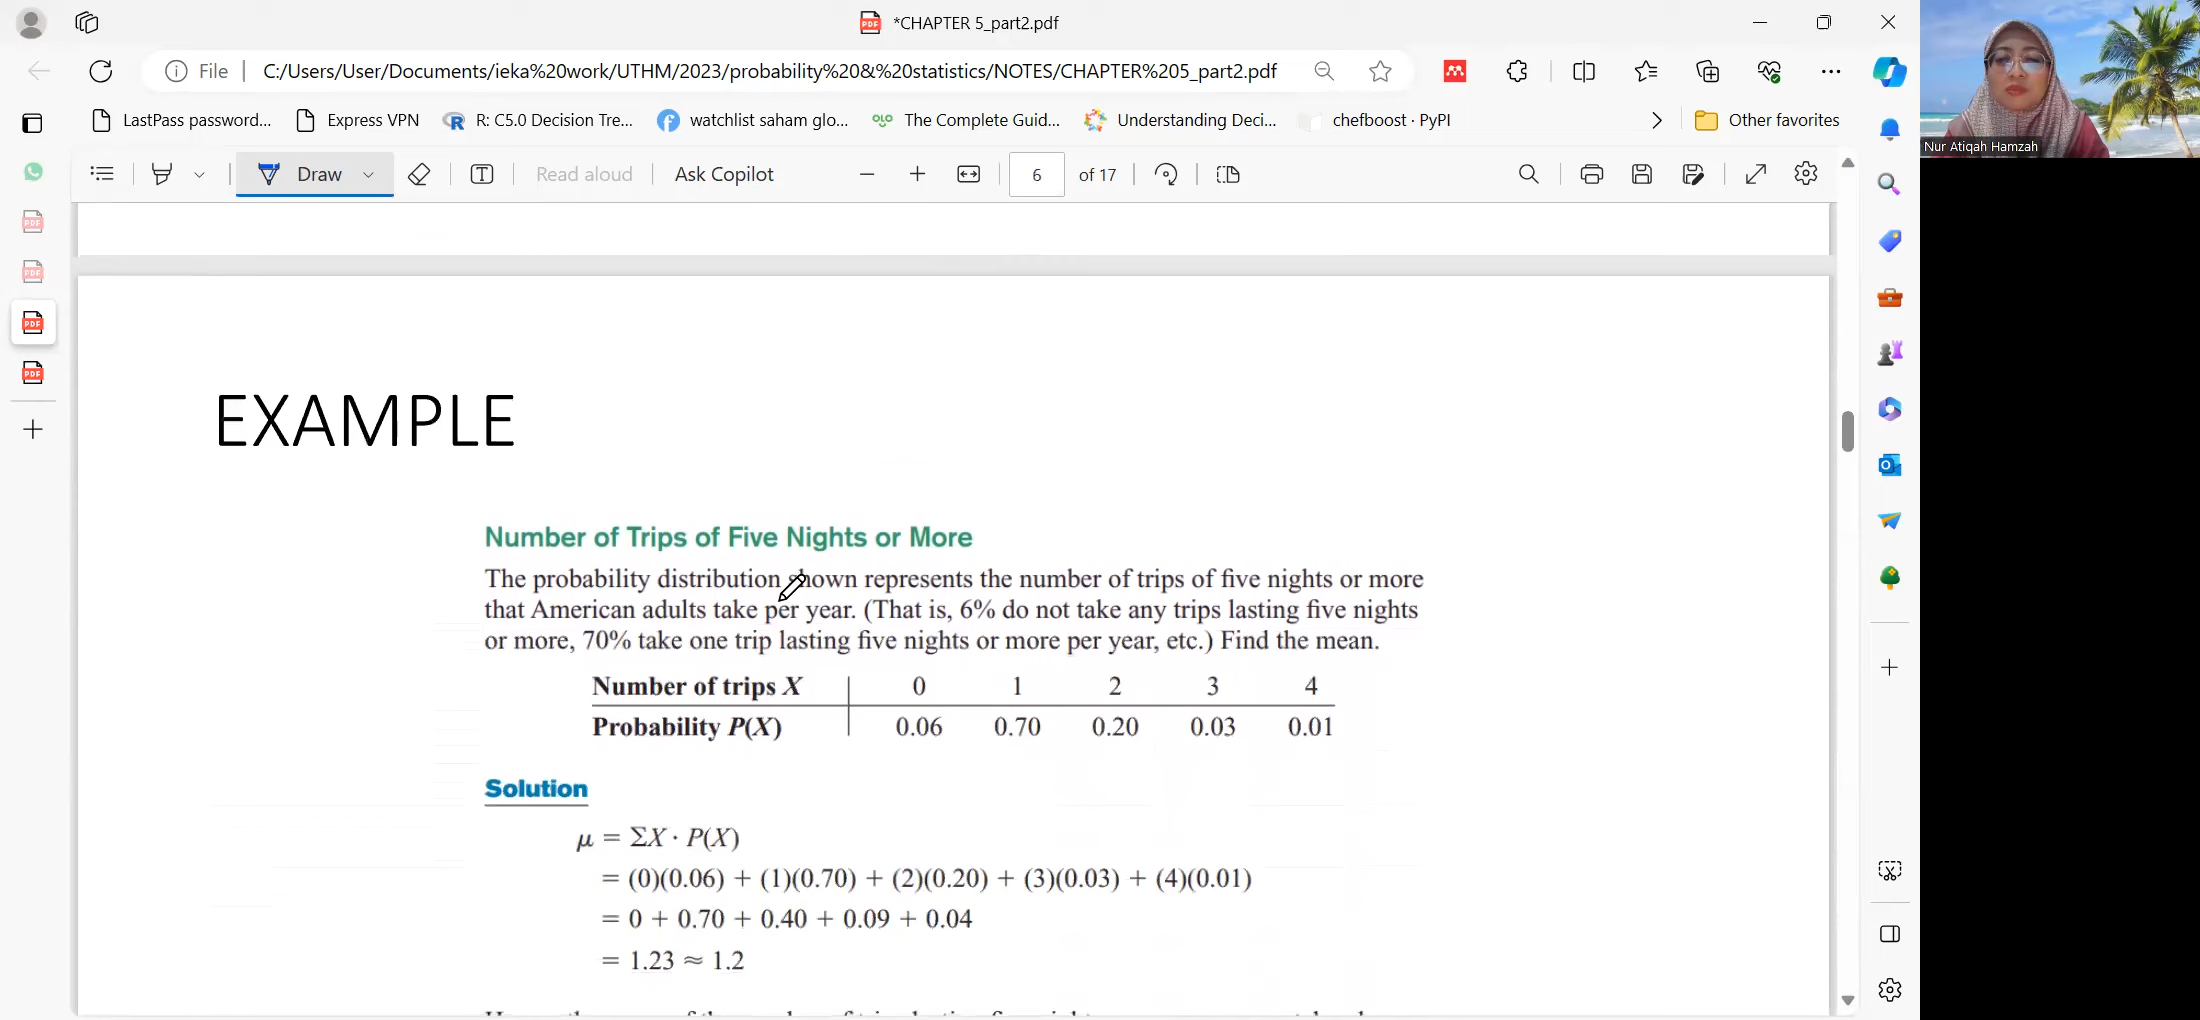 *CHAPTER 5_part2.pdf
File
C:/Users/User/Documents/ieka%20work/UTHM/2023/probability%20&%20statistics/NOTES/CHAPTER%205_part2.pdf
LastPass password...
Express VPN
R: C5.0 Decision Tre...
watchlist saham glo...
The Complete Guid...
Understanding Deci...
chefboost · PyPI
Other favorites
Draw
Read aloud
Ask Copilot
6 of 17
Nur Atiqah Hamzah
EXAMPLE
Number of Trips of Five Nights or More
The probability distribution shown represents the number of trips of five nights or more
that American adults take per year. (That is, 6% do not take any trips lasting five nights
or more, 70% take one trip lasting five nights or more per year, etc.) Find the mean.
Number of trips X 0 1 2 3 4
Probability P(X) 0.06 0.70 0.20 0.03 0.01
Solution
μ = ΣX · P(X)
= (0)(0.06) + (1)(0.70) + (2)(0.20) + (3)(0.03) + (4)(0.01)
= 0 + 0.70 + 0.40 + 0.09 + 0.04
= 1.23 ≈ 1.2